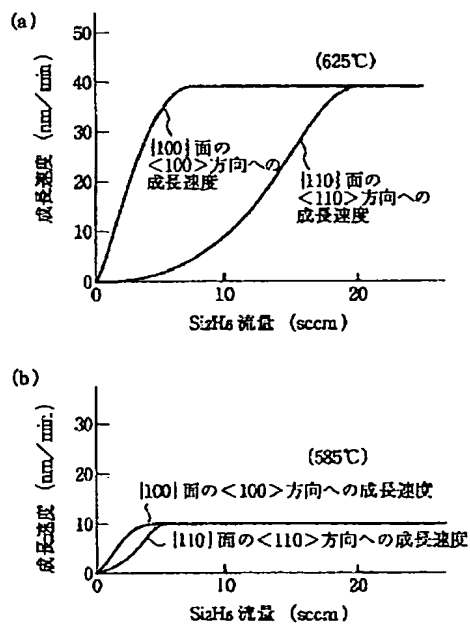 (a)
(625℃)
成長速度 (nm/min)
50
40
30
20
10
0
{100}面の
<100>方向への
成長速度
{110}面の
<110>方向への
成長速度
0
10
20
Si2H6 流量 (sccm)
(b)
(585℃)
成長速度 (nm/min)
30
20
10
0
{100}面の<100>方向への成長速度
{110}面の<110>方向への成長速度
0
10
20
Si2H6 流量 (sccm)